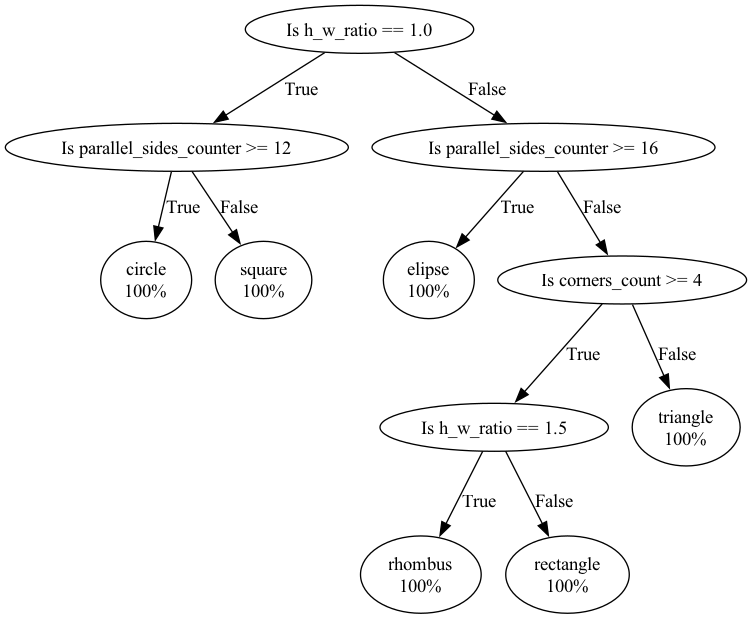 Is h_w_ratio == 1.0
True
False
Is parallel_sides_counter >= 12
Is parallel_sides_counter >= 16
True
False
True
False
circle
100%
square
100%
elipse
100%
Is corners_count >= 4
True
False
Is h_w_ratio == 1.5
triangle
100%
True
False
rhombus
100%
rectangle
100%